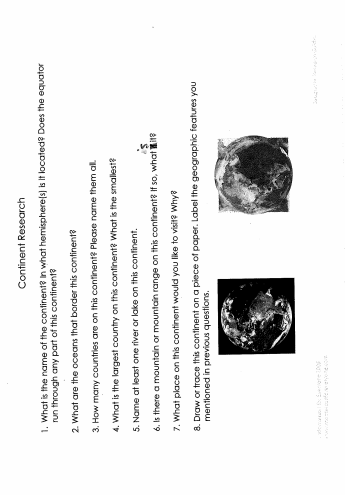 Continent Research
1. What is the name of the continent? In what hemisphere(s) is it located? Does the equator
run through any part of this continent?
2. What are the oceans that border this continent?
3. How many countries are on this continent? Please name them all.
4. What is the largest country on this continent? What is the smallest?
5. Name at least one river or lake on this continent.
6. Is there a mountain or mountain range on this continent? If so, what is it?
7. What place on this continent would you like to visit? Why?
8. Draw or trace this continent on a piece of paper. Label the geographic features you
mentioned in previous questions.